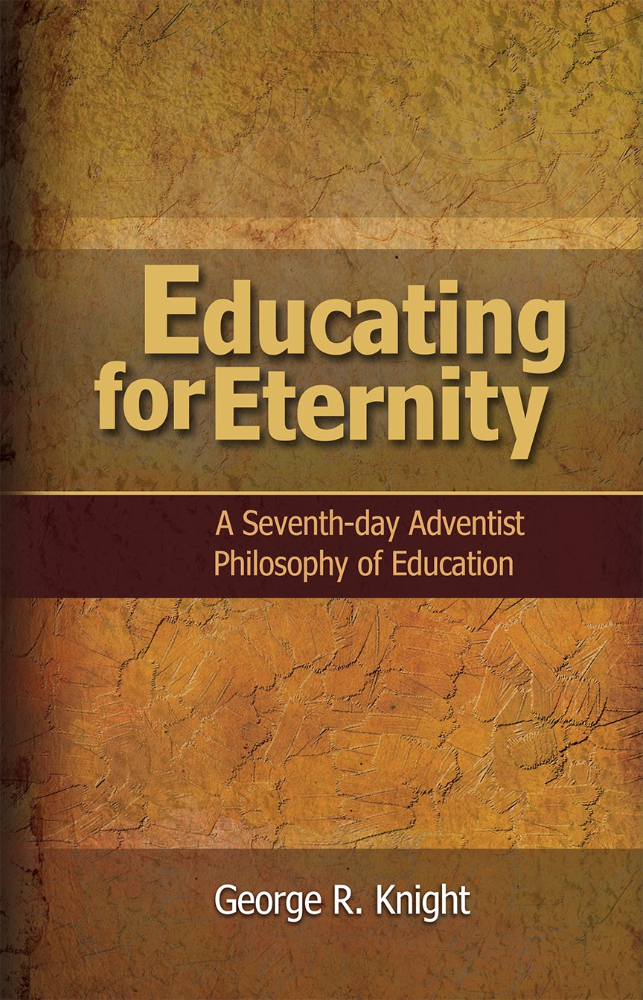 Educating
for Eternity
A Seventh-day Adventist
Philosophy of Education
George R. Knight